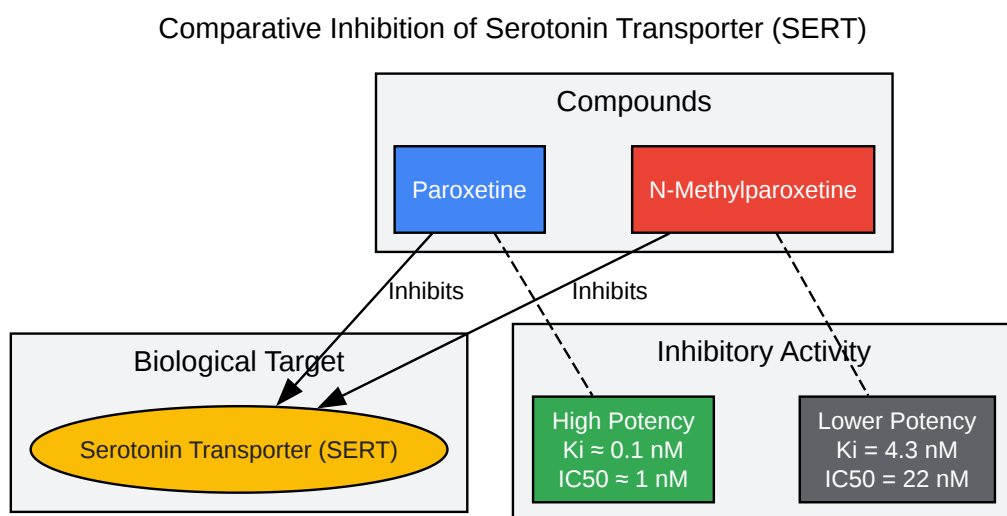 Comparative Inhibition of Serotonin Transporter (SERT)
Compounds
Paroxetine
N-Methylparoxetine
Inhibits
Inhibits
Biological Target
Serotonin Transporter (SERT)
Inhibitory Activity
High Potency
Ki ≈ 0.1 nM
IC50 ≈ 1 nM
Lower Potency
Ki = 4.3 nM
IC50 = 22 nM